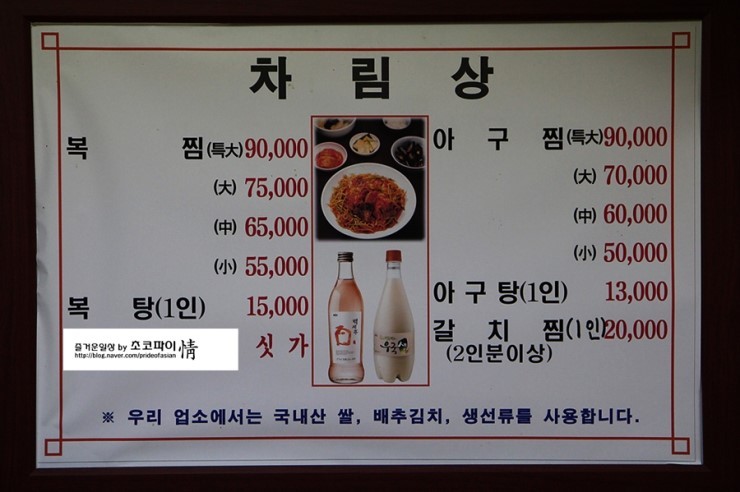 차 림 상
복 찜(特大)90,000
(大) 75,000
(中) 65,000
(小) 55,000
복 탕(1인) 15,000
싯 가
즐거운일상 by 초코파이情
http://blog.naver.com/prideofasian
아 구 찜(特大)90,000
(大) 70,000
(中) 60,000
(小) 50,000
아 구 탕(1인) 13,000
갈 치 찜(1인)20,000
(2인분이상)
※ 우리 업소에서는 국내산 쌀, 배추김치, 생선류를 사용합니다.